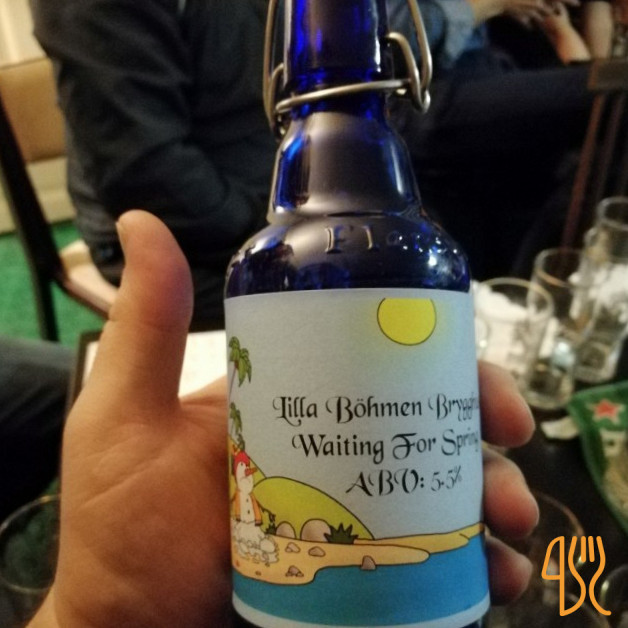 Lilla Böhmen
Waiting For Spring
ABV: 5.5%